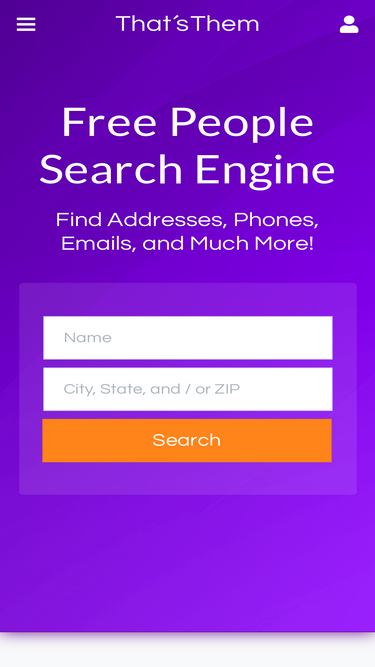 That'sThem
Free People
Search Engine
Find Addresses, Phones,
Emails, and Much More!
Name
City, State, and / or ZIP
Search